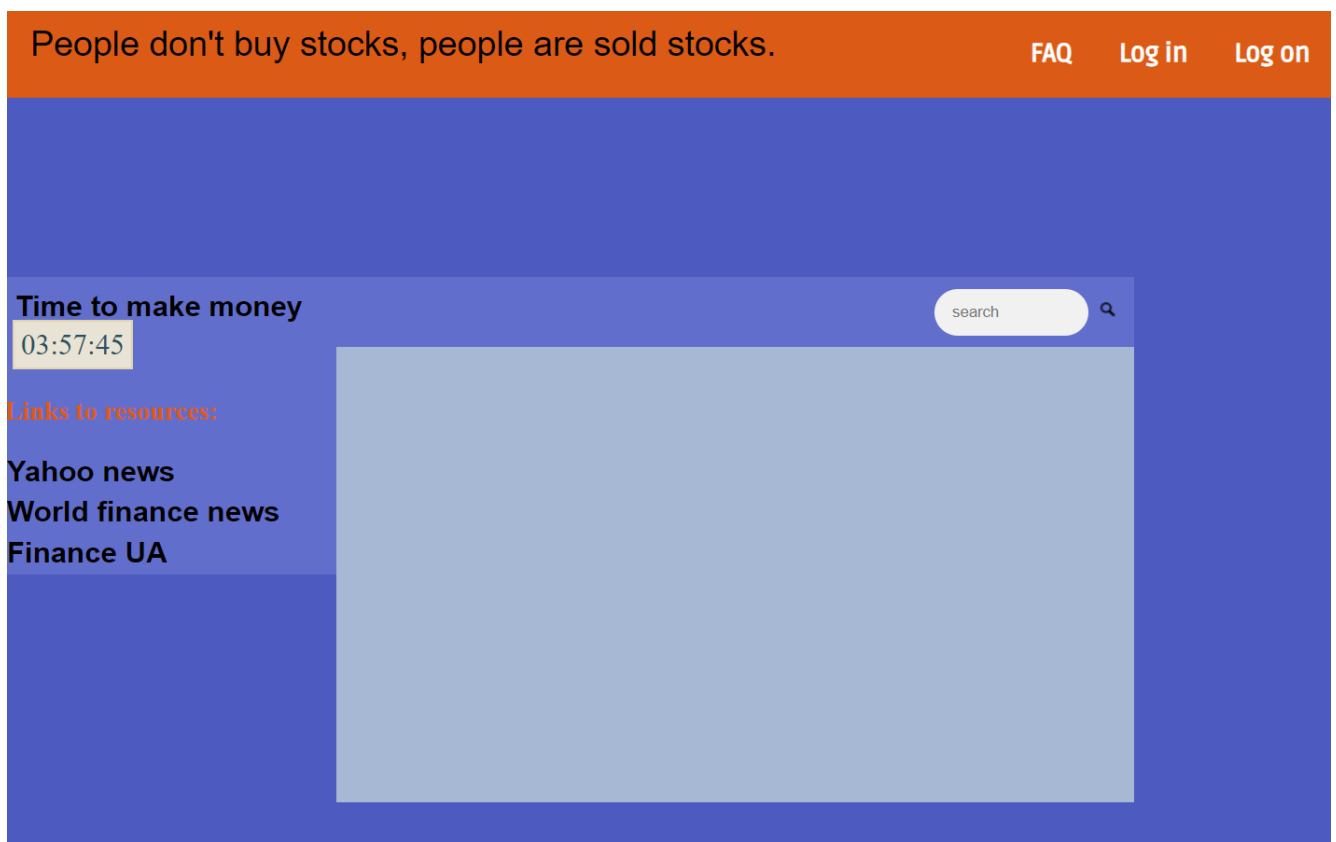 People don't buy stocks, people are sold stocks.
FAQ Log in Log on
Time to make money
search
03:57:45
Links to resources:
Yahoo news
World finance news
Finance UA